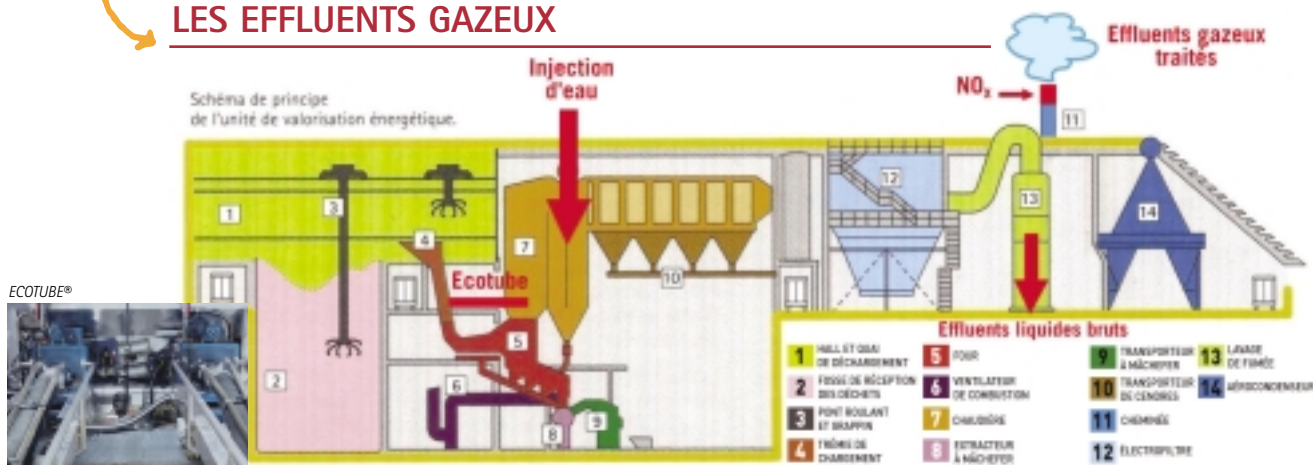 LES EFFLUENTS GAZEUX
Effluents gazeux
traités
Injection
d'eau
NOx
Schéma de principe
de l'unité de valorisation énergétique.
11
12
1
3
13
14
4
7
Ecotube
10
ECOTUBE®
5
2
6
9
8
Effluents liquides bruts
1 HALL ET QUAI
DE DÉCHARGEMENT
2 FOSSE DE RÉCEPTION
DES DÉCHETS
3 PONT ROULANT
ET GRAPPIN
4 TRÉMIE DE
CHARGEMENT
5 FOUR
6 VENTILATEUR
DE COMBUSTION
7 CHAUDIÈRE
8 EXTRACTEUR
À MÂCHEFER
9 TRANSPORTEUR
À MÂCHEFER
10 TRANSPORTEUR
DE CENDRES
11 CHEMINÉE
12 ÉLECTROFILTRE
13 LAVAGE
DE FUMÉE
14 AÉROCONDENSEUR